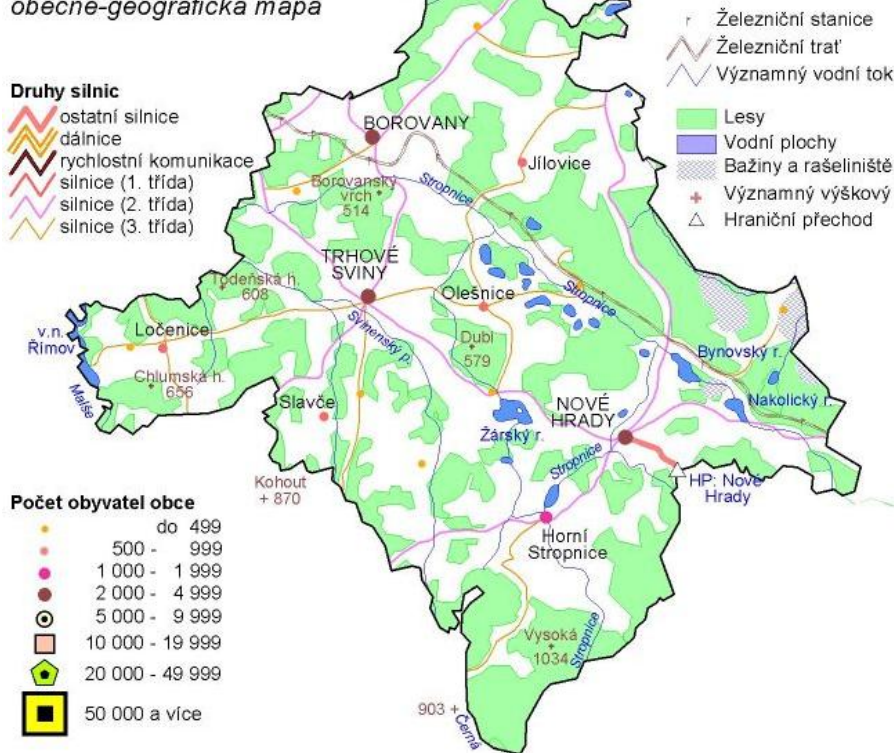 obecně-geografická mapa
Železniční stanice
Železniční trať
Významný vodní tok
Lesy
Vodní plochy
Bažiny a rašeliniště
Významný výškový
Hraniční přechod
Druhy silnic
ostatní silnice
dálnice
rychlostní komunikace
silnice (1. třída)
silnice (2. třída)
silnice (3. třída)
BOROVANY
Jílovice
Borovanský
vrch
514
Stropnice
TRHOVÉ
SVINY
Todeňská h.
608
Olešnice
Stropnice
v.n.
Římov
Ločenice
Svinenský p.
Dubí
579
Bynovský r.
Chlumská h.
656
Malše
Slavče
NOVÉ
HRADY
Nakolický r.
Žárský r.
Stropnice
Kohout
+ 870
HP: Nové
Hrady
Horní
Stropnice
Vysoká
1034
Stropnice
903 +
Černá
Počet obyvatel obce
do 499
500 - 999
1 000 - 1 999
2 000 - 4 999
5 000 - 9 999
10 000 - 19 999
20 000 - 49 999
50 000 a více